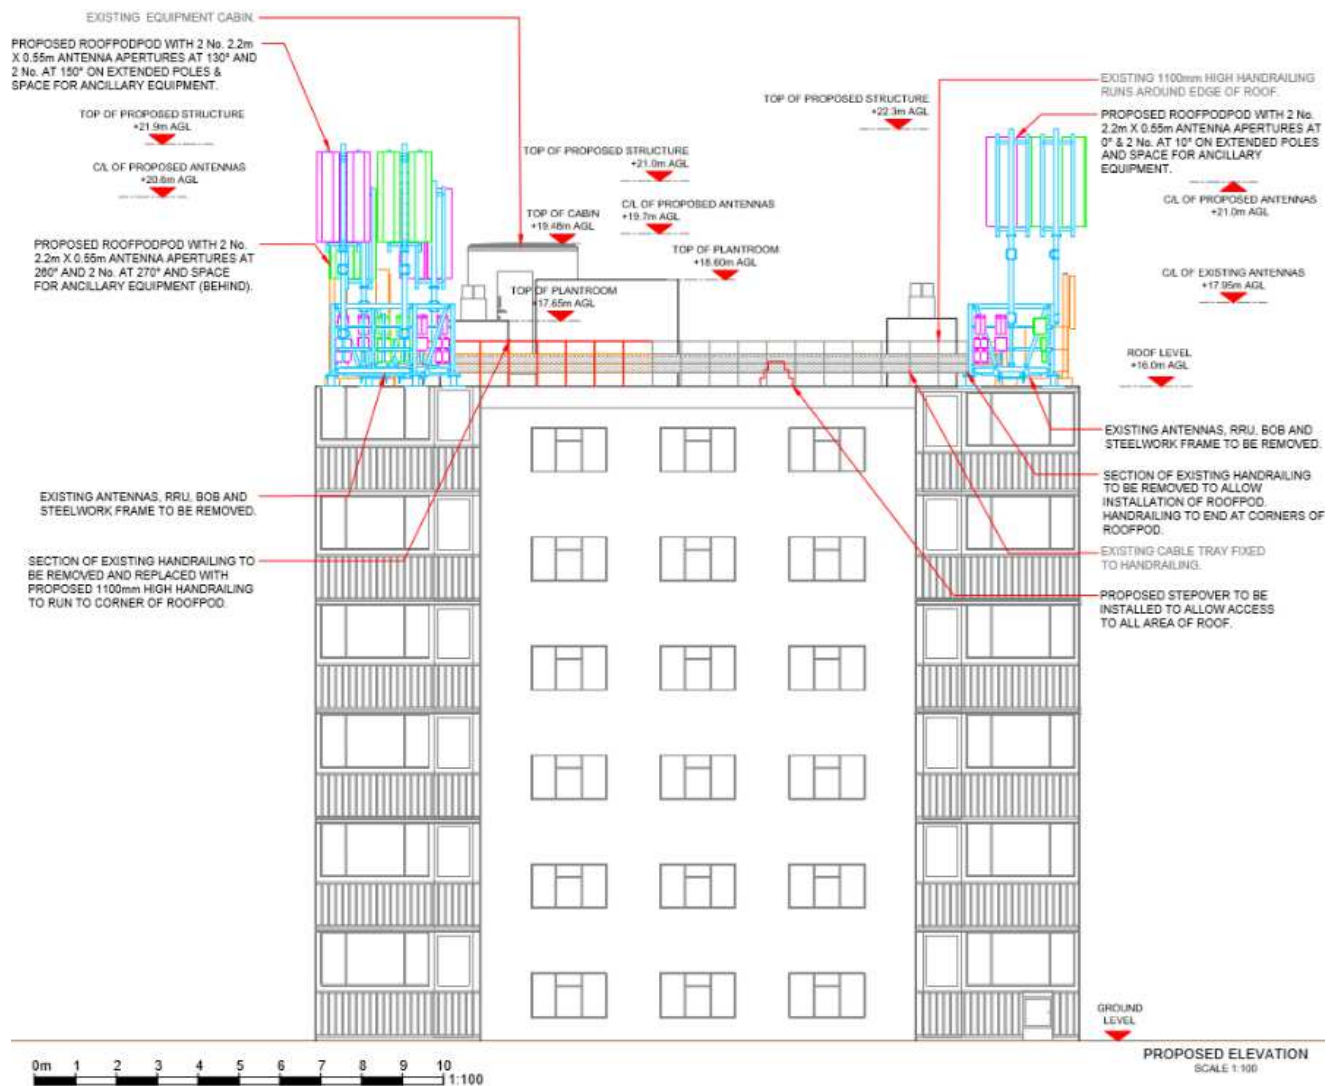 EXISTING EQUIPMENT CABIN.
PROPOSED ROOFPODPOD WITH 2 No. 2.2m
X 0.55m ANTENNA APERTURES AT 130° AND
2 No. AT 150° ON EXTENDED POLES &
SPACE FOR ANCILLARY EQUIPMENT.
TOP OF PROPOSED STRUCTURE
+21.9m AGL
C/L OF PROPOSED ANTENNAS
+20.6m AGL
PROPOSED ROOFPODPOD WITH 2 No.
2.2m X 0.55m ANTENNA APERTURES AT
260° AND 2 No. AT 270° AND SPACE
FOR ANCILLARY EQUIPMENT (BEHIND).
TOP OF PROPOSED STRUCTURE
+21.0m AGL
TOP OF CABIN
+19.46m AGL
C/L OF PROPOSED ANTENNAS
+19.7m AGL
TOP OF PLANTROOM
+18.60m AGL
TOP OF PLANTROOM
+17.65m AGL
TOP OF PROPOSED STRUCTURE
+22.3m AGL
EXISTING 1100mm HIGH HANDRAILING
RUNS AROUND EDGE OF ROOF.
PROPOSED ROOFPODPOD WITH 2 No.
2.2m X 0.55m ANTENNA APERTURES AT
0° & 2 No. AT 10° ON EXTENDED POLES
AND SPACE FOR ANCILLARY
EQUIPMENT.
C/L OF PROPOSED ANTENNAS
+21.0m AGL
C/L OF EXISTING ANTENNAS
+17.95m AGL
ROOF LEVEL
+16.0m AGL
EXISTING ANTENNAS, RRU, BOB AND
STEELWORK FRAME TO BE REMOVED.
SECTION OF EXISTING HANDRAILING
TO BE REMOVED TO ALLOW
INSTALLATION OF ROOFPOD.
HANDRAILING TO END AT CORNERS OF
ROOFPOD.
EXISTING CABLE TRAY FIXED
TO HANDRAILING.
PROPOSED STEPOVER TO BE
INSTALLED TO ALLOW ACCESS
TO ALL AREA OF ROOF.
EXISTING ANTENNAS, RRU, BOB AND
STEELWORK FRAME TO BE REMOVED.
SECTION OF EXISTING HANDRAILING TO
BE REMOVED AND REPLACED WITH
PROPOSED 1100mm HIGH HANDRAILING
TO RUN TO CORNER OF ROOFPOD.
GROUND
LEVEL
PROPOSED ELEVATION
SCALE 1:100
0m 1 2 3 4 5 6 7 8 9 10
1:100